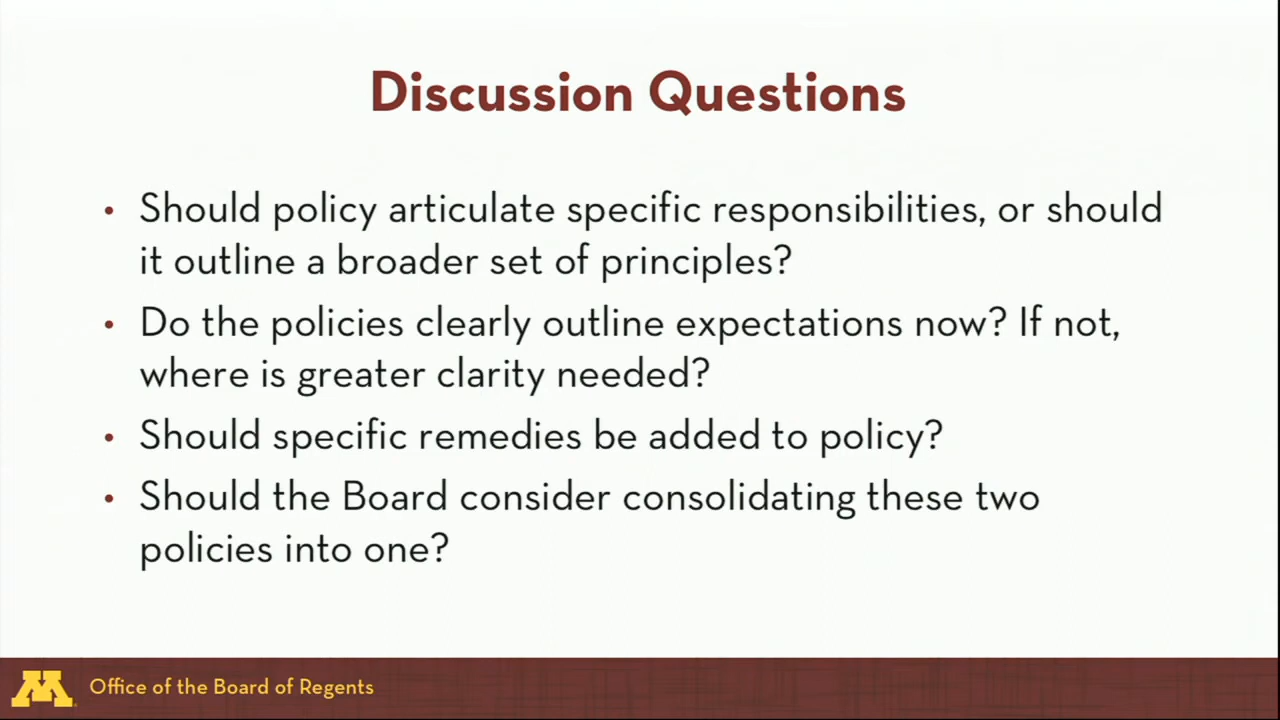 Discussion Questions
• Should policy articulate specific responsibilities, or should
it outline a broader set of principles?
• Do the policies clearly outline expectations now? If not,
where is greater clarity needed?
• Should specific remedies be added to policy?
• Should the Board consider consolidating these two
policies into one?
M Office of the Board of Regents